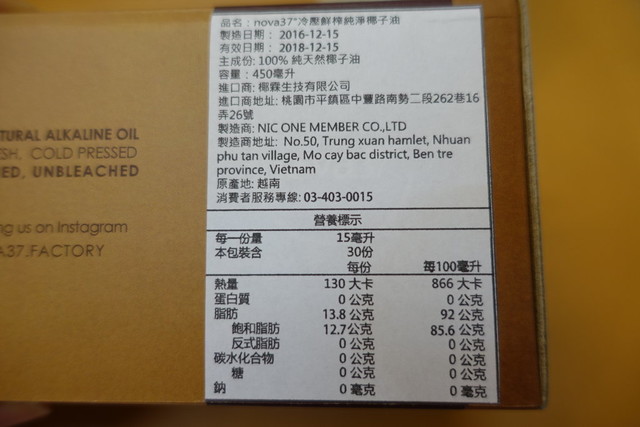 TURAL ALKALINE OIL
SH, COLD PRESSED
ED, UNBLEACHED
ng us on Instagram
A37.FACTORY
品名：nova37°冷壓鮮榨純淨椰子油
製造日期： 2016-12-15
有效日期： 2018-12-15
主成份: 100% 純天然椰子油
容量：450毫升
進口商: 椰霖生技有限公司
進口商地址: 桃園市平鎮區中豐路南勢二段262巷16
弄26號
製造商: NIC ONE MEMBER CO.,LTD
製造商地址: No.50, Trung xuan hamlet, Nhuan
phu tan village, Mo cay bac district, Ben tre
province, Vietnam
原產地: 越南
消費者服務專線: 03-403-0015
營養標示
每一份量 15毫升
本包裝含 30份
每份 每100毫升
熱量 130 大卡 866 大卡
蛋白質 0 公克 0 公克
脂肪 13.8 公克 92 公克
飽和脂肪 12.7公克 85.6 公克
反式脂肪 0 公克 0 公克
碳水化合物 0 公克 0 公克
糖 0 公克 0 公克
鈉 0 毫克 0 毫克